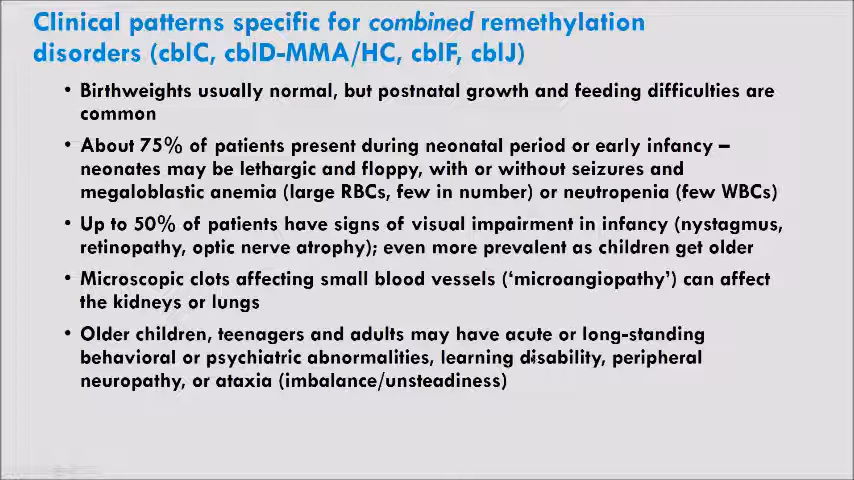 Clinical patterns specific for combined remethylation
disorders (cblC, cblD-MMA/HC, cblF, cblJ)
• Birthweights usually normal, but postnatal growth and feeding difficulties are
common
• About 75% of patients present during neonatal period or early infancy –
neonates may be lethargic and floppy, with or without seizures and
megaloblastic anemia (large RBCs, few in number) or neutropenia (few WBCs)
• Up to 50% of patients have signs of visual impairment in infancy (nystagmus,
retinopathy, optic nerve atrophy); even more prevalent as children get older
• Microscopic clots affecting small blood vessels (‘microangiopathy’) can affect
the kidneys or lungs
• Older children, teenagers and adults may have acute or long-standing
behavioral or psychiatric abnormalities, learning disability, peripheral
neuropathy, or ataxia (imbalance/unsteadiness)